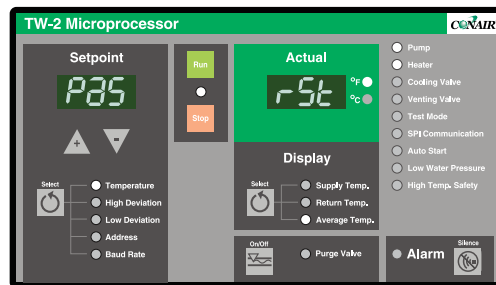 TW-2 Microprocessor
CONAIR
Setpoint
PAS
+
-
Select
Temperature
High Deviation
Low Deviation
Address
Baud Rate
Run
Stop
Actual
rSt
°F
°C
Display
Select
Supply Temp.
Return Temp.
Average Temp.
On/Off
Purge Valve
Pump
Heater
Cooling Valve
Venting Valve
Test Mode
SPI Communication
Auto Start
Low Water Pressure
High Temp. Safety
Alarm
Silence